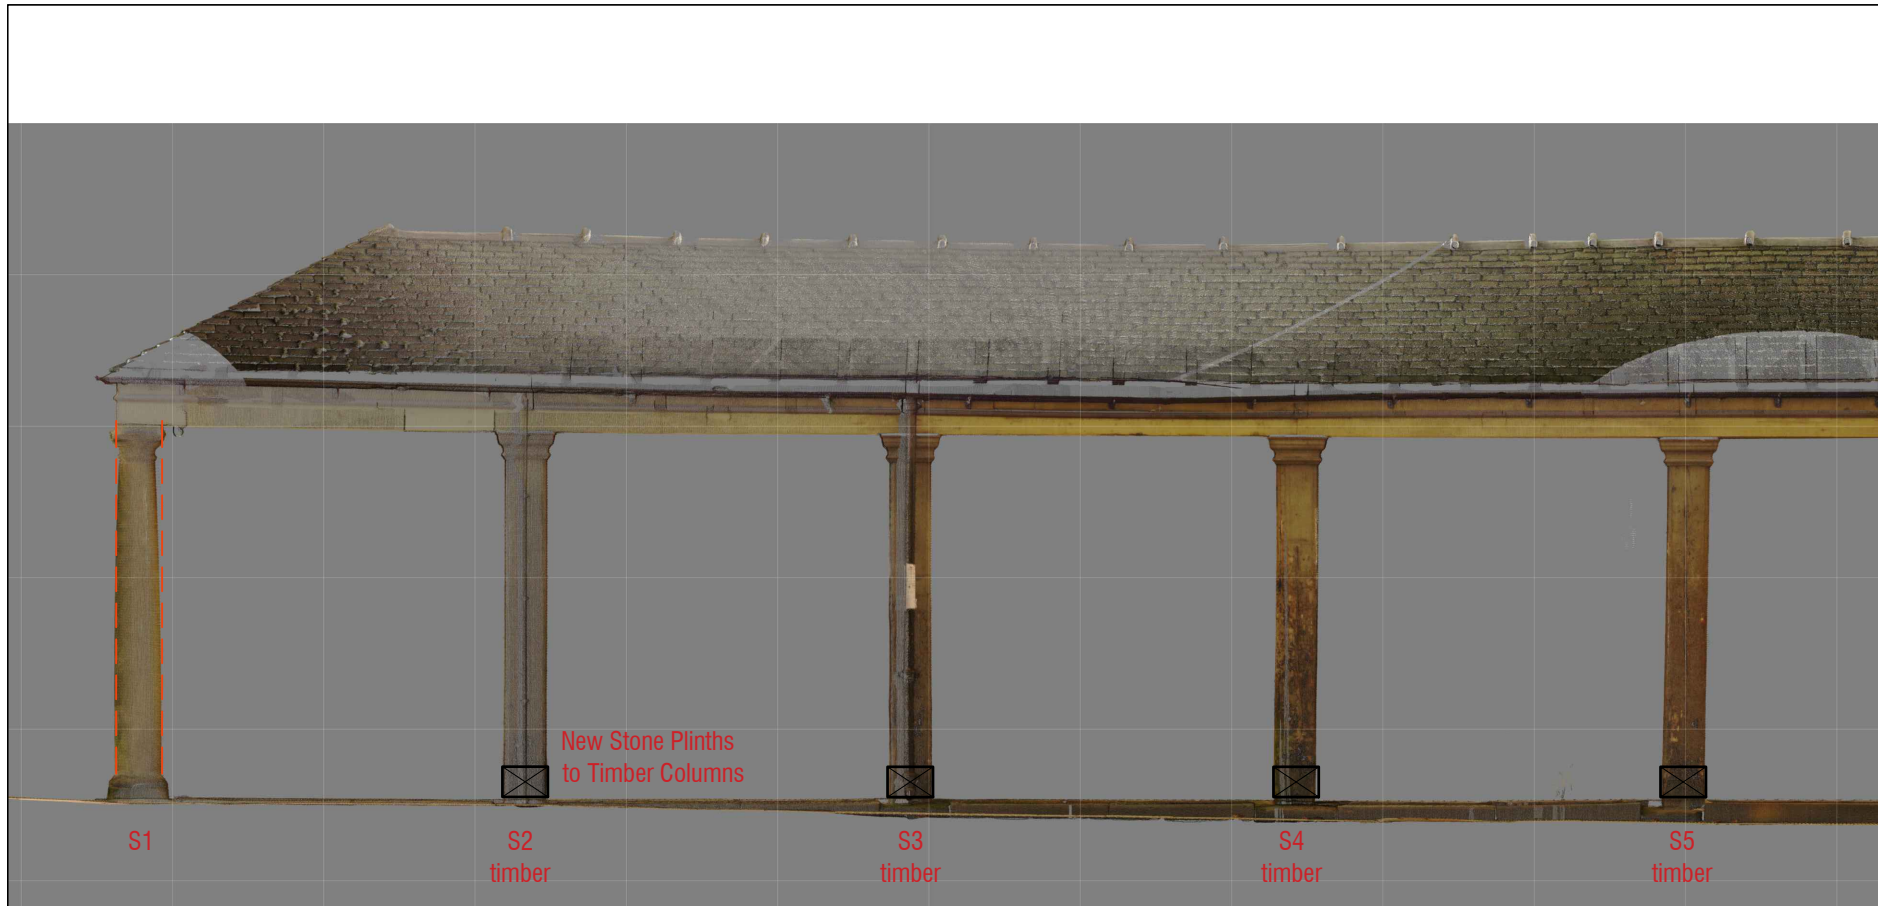 New Stone Plinths
to Timber Columns
S1
S2
timber
S3
timber
S4
timber
S5
timber